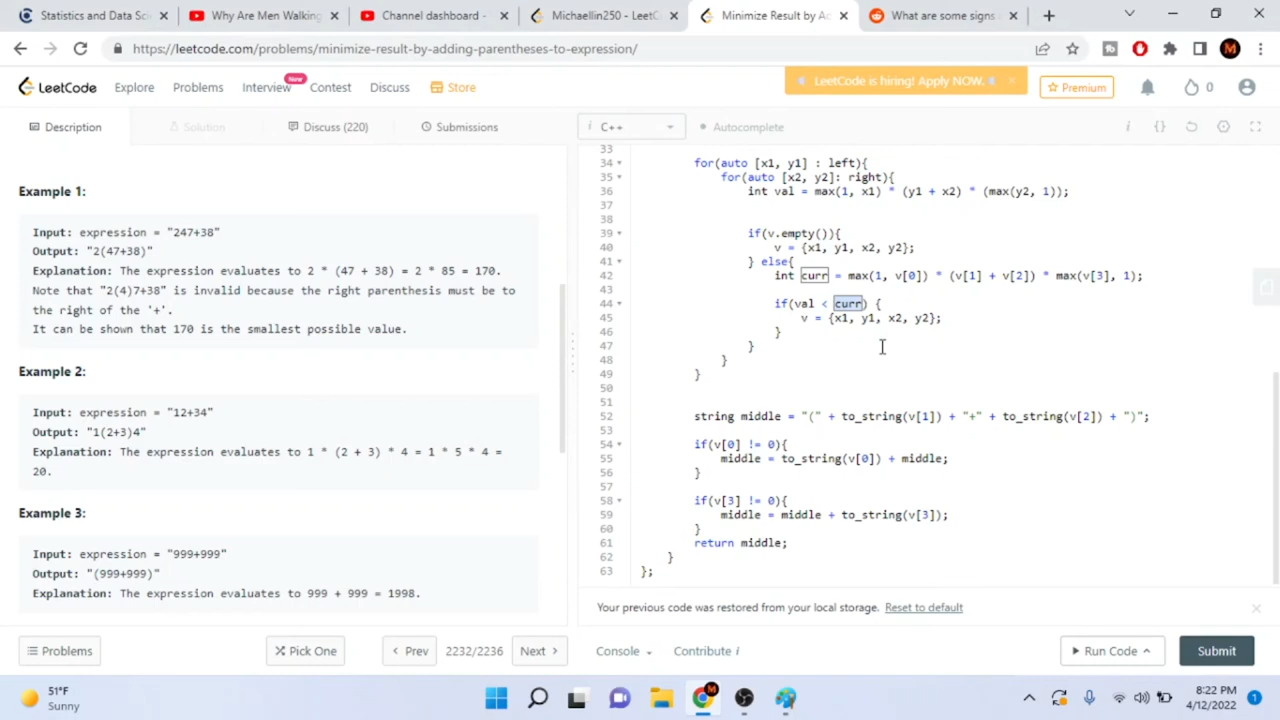 Statistics and Data Sci
Why Are Men Walking
Channel dashboard -
Michaellin250 - LeetC
Minimize Result by Ad
What are some signs
https://leetcode.com/problems/minimize-result-by-adding-parentheses-to-expression/
M
LeetCode
Explore
Problems
Interview
New
Contest
Discuss
Store
LeetCode is hiring! Apply NOW.
Premium
0
Description
Solution
Discuss (220)
Submissions
i C++
Autocomplete
Example 1:
Input: expression = "247+38"
Output: "2(47+38)"
Explanation: The expression evaluates to 2 * (47 + 38) = 2 * 85 = 170.
Note that "2(4)7+38" is invalid because the right parenthesis must be to
the right of the '+'.
It can be shown that 170 is the smallest possible value.
Example 2:
Input: expression = "12+34"
Output: "1(2+3)4"
Explanation: The expression evaluates to 1 * (2 + 3) * 4 = 1 * 5 * 4 =
20.
Example 3:
Input: expression = "999+999"
Output: "(999+999)"
Explanation: The expression evaluates to 999 + 999 = 1998.
33
34 for(auto [x1, y1] : left){
35 for(auto [x2, y2]: right){
36 int val = max(1, x1) * (y1 + x2) * (max(y2, 1));
37
38
39 if(v.empty()){
40 v = {x1, y1, x2, y2};
41 } else{
42 int curr = max(1, v[0]) * (v[1] + v[2]) * max(v[3], 1);
43
44 if(val < curr) {
45 v = {x1, y1, x2, y2};
46 }
47 }
48 }
49 }
50
51
52 string middle = "(" + to_string(v[1]) + "+" + to_string(v[2]) + ")";
53
54 if(v[0] != 0){
55 middle = to_string(v[0]) + middle;
56 }
57
58 if(v[3] != 0){
59 middle = middle + to_string(v[3]);
60 }
61 return middle;
62 }
63 };
Your previous code was restored from your local storage. Reset to default
Problems
Pick One
Prev
2232/2236
Next
Console
Contribute i
Run Code
Submit
51°F
Sunny
M
8:22 PM
4/12/2022
1